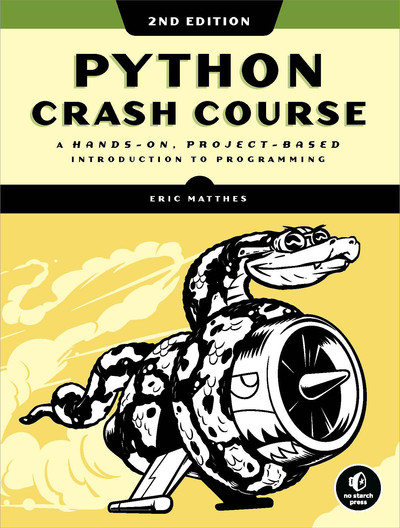 2ND EDITION
PYTHON
CRASH COURSE
A HANDS-ON, PROJECT-BASED
INTRODUCTION TO PROGRAMMING
ERIC MATTHES
no starch
press